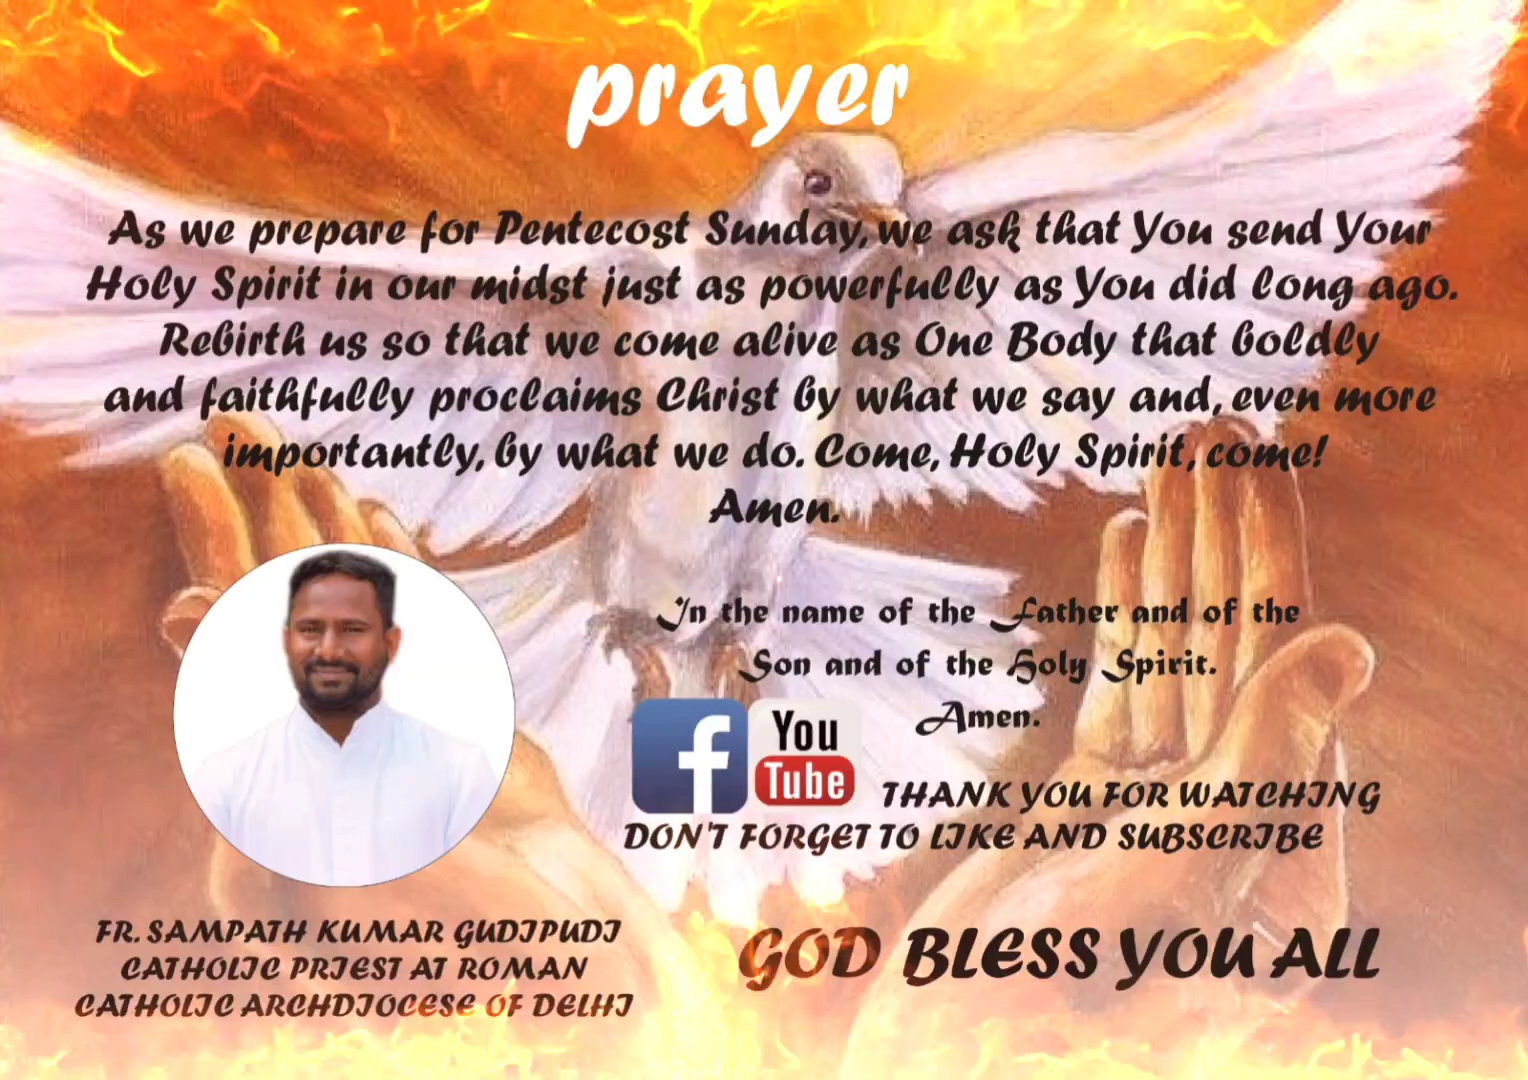 prayer
As we prepare for Pentecost Sunday, we ask that You send Your
Holy Spirit in our midst just as powerfully as You did long ago.
Rebirth us so that we come alive as One Body that boldly
and faithfully proclaims Christ by what we say and, even more
importantly, by what we do. Come, Holy Spirit, come!
Amen.
In the name of the Father and of the
Son and of the Holy Spirit.
Amen.
f
You
Tube
THANK YOU FOR WATCHING
DON'T FORGET TO LIKE AND SUBSCRIBE
FR. SAMPATH KUMAR GUDIPUDI
CATHOLIC PRIEST AT ROMAN
CATHOLIC ARCHDIOCESE OF DELHI
GOD BLESS YOU ALL